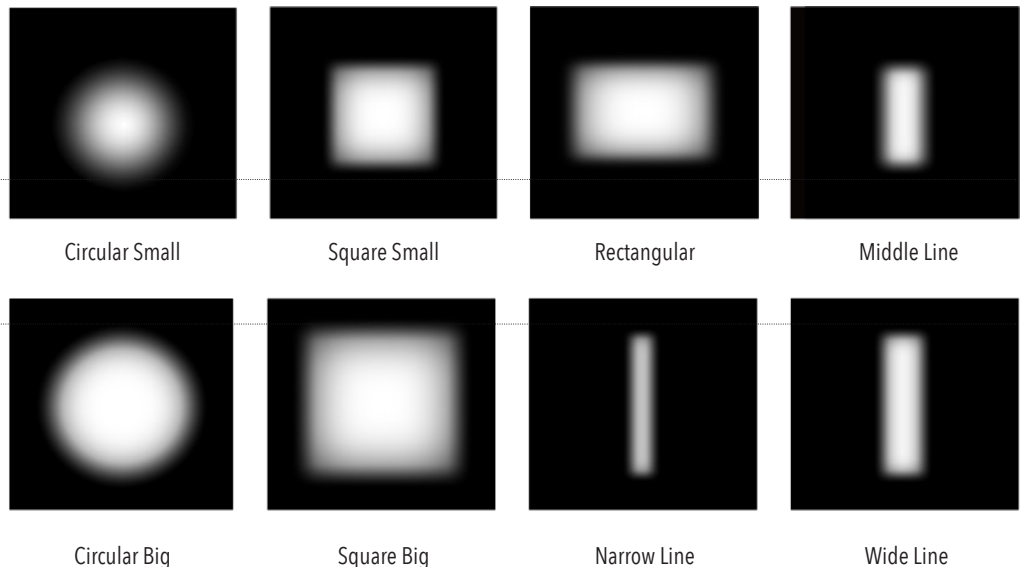 Circular Small
Square Small
Rectangular
Middle Line
Circular Big
Square Big
Narrow Line
Wide Line